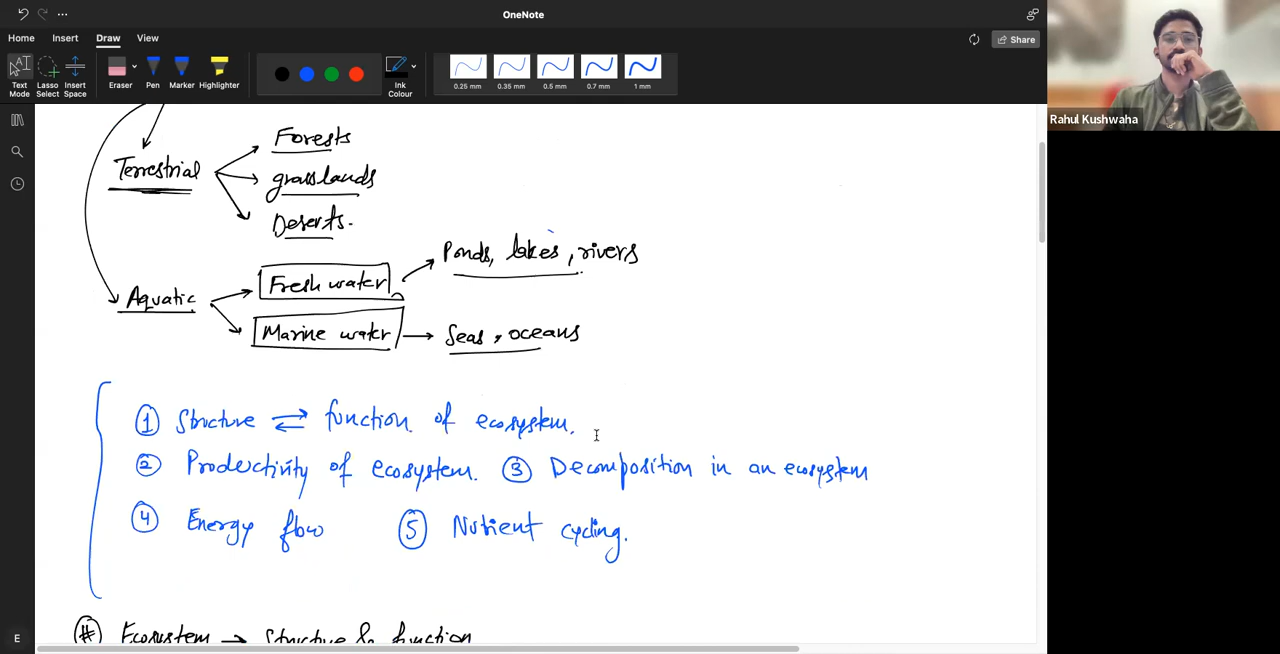 OneNote
Home Insert Draw View
Share
Text Mode Lasso Select Insert Space Eraser Pen Marker Highlighter Ink Colour 0.25 mm 0.35 mm 0.5 mm 0.7 mm 1 mm
Rahul Kushwaha
Forests
Terrestrial
grasslands
Deserts.
Ponds, lakes, rivers
Fresh water
Aquatic
Marine water → Seas, oceans
① Structure ⇄ function of ecosystem.
② Productivity of ecosystem. ③ Decomposition in an ecosystem
④ Energy flow ⑤ Nutrient cycling.
# Ecosystem → Structure & function
E